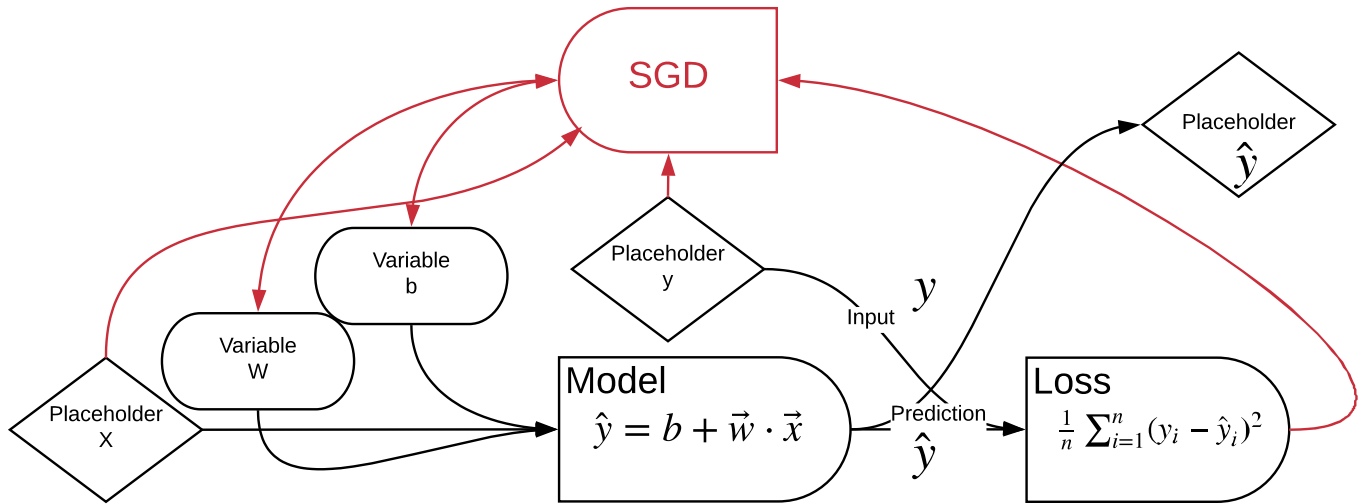 SGD
Placeholder
ŷ
Variable
b
Placeholder
y
y
Input
Variable
W
Model
ŷ = b + w⃗ · x⃗
Loss
1/n ∑ⁿᵢ₌₁(yᵢ − ŷᵢ)²
Placeholder
X
Prediction
ŷ